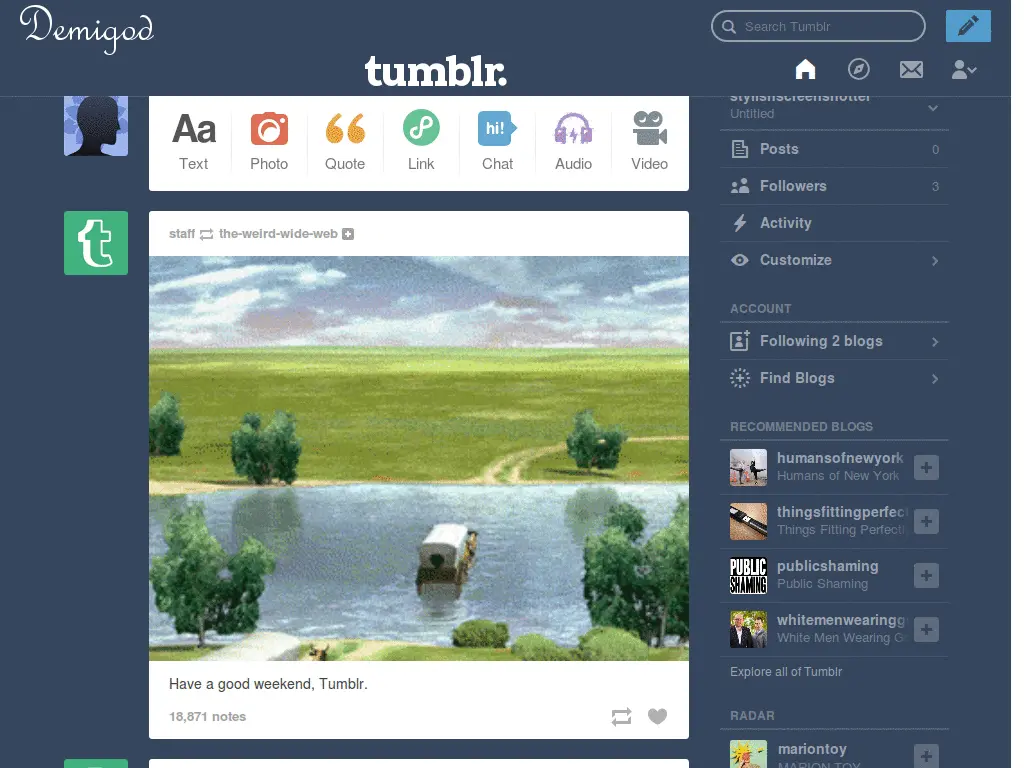 Demigod
Search Tumblr
tumblr.
Aa
hi!
Text Photo Quote Link Chat Audio Video
staff the-weird-wide-web
Have a good weekend, Tumblr.
18,871 notes
stylishscreenshotter
Untitled
Posts 0
Followers 3
Activity
Customize
ACCOUNT
Following 2 blogs
Find Blogs
RECOMMENDED BLOGS
humansofnewyork
Humans of New York
thingsfittingperfec
Things Fitting Perfectl
PUBLIC
SHAMING
publicshaming
Public Shaming
whitemenwearingg
White Men Wearing G
Explore all of Tumblr
RADAR
mariontoy
MARION TOY